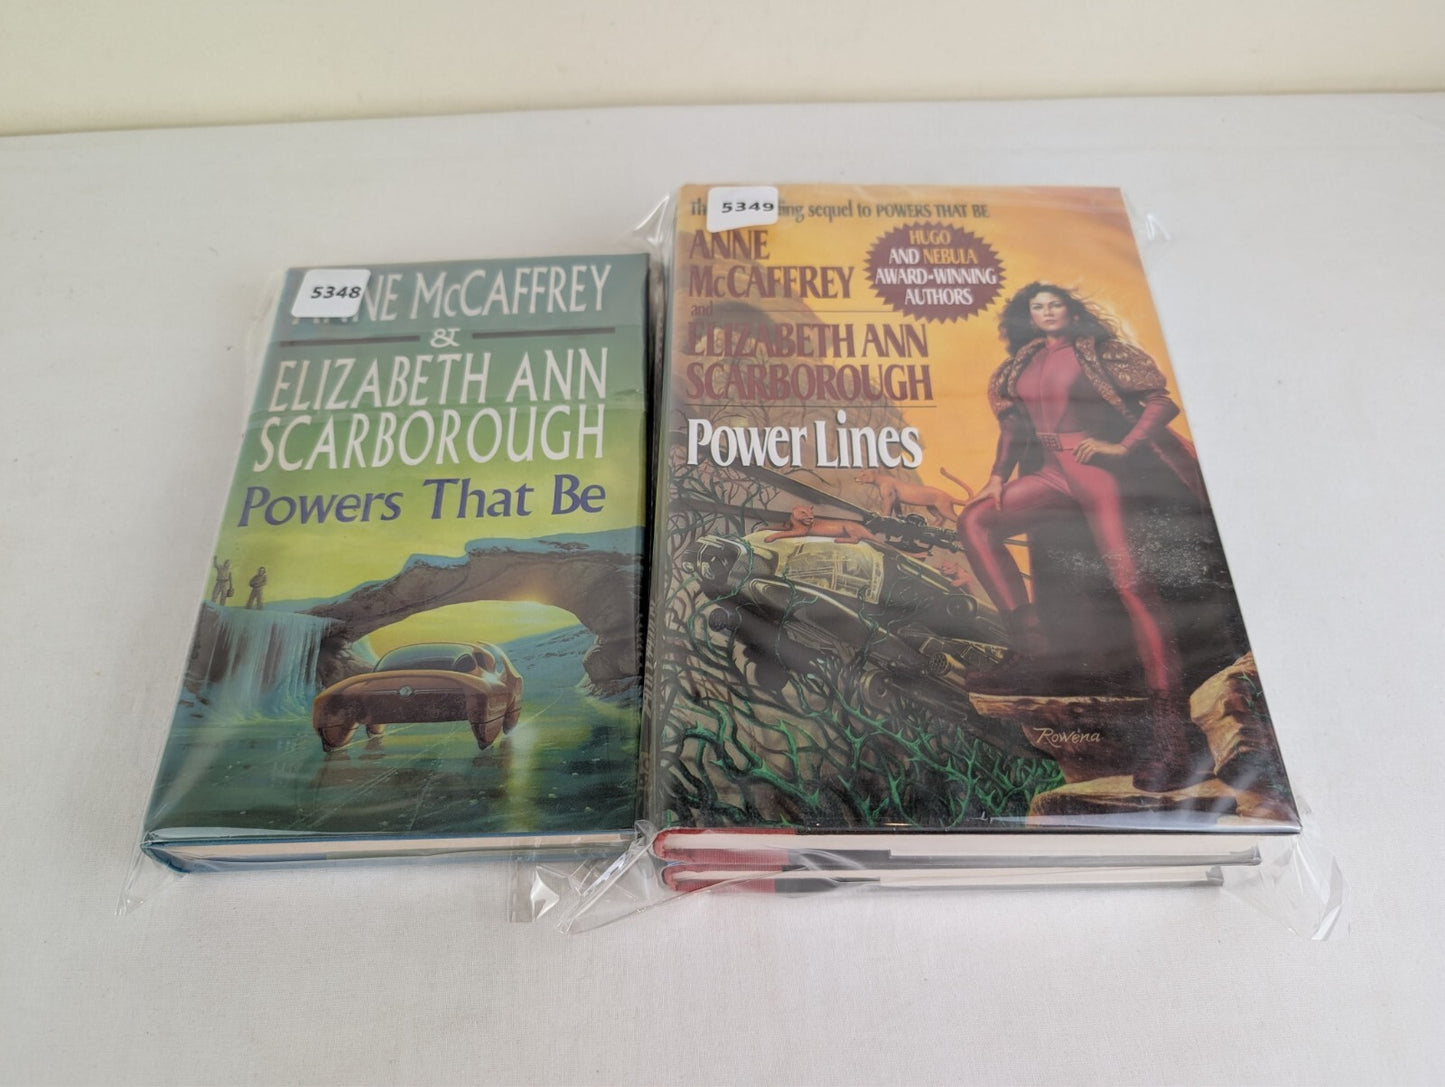 5348
McCAFFREY
&
ELIZABETH ANN
SCARBOROUGH
Powers That Be
5349
sequel to POWERS THAT BE
ANNE
McCAFFREY
and
ELIZABETH ANN
SCARBOROUGH
Power Lines
HUGO
AND NEBULA
AWARD-WINNING
AUTHORS
Rowena